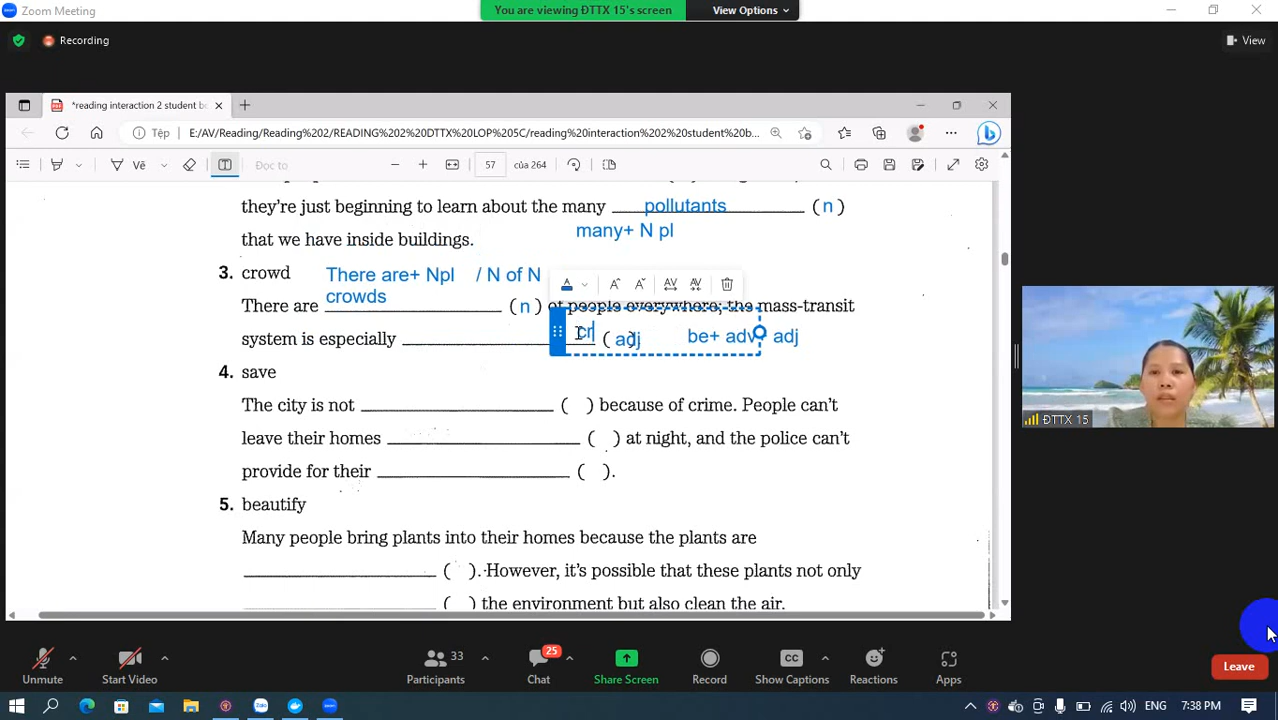 Zoom Meeting
You are viewing ĐTTX 15's screen
View Options
Recording
View
*reading interaction 2 student b
Tệp
E:/AV/Reading/Reading%202/READING%202%20DTTX%20LOP%205C/reading%20interaction%202%20student%20b...
Vẽ
Đọc to
57
của 264
they're just beginning to learn about the many pollutants (n)
many+ N pl
that we have inside buildings.
3. crowd
There are+ Npl / N of N
There are crowds (n) of people everywhere; the mass-transit
system is especially cr (adj). be+ adv+ adj
4. save
The city is not ( ) because of crime. People can't
leave their homes ( ) at night, and the police can't
provide for their ( ).
5. beautify
Many people bring plants into their homes because the plants are
( ). However, it's possible that these plants not only
( ) the environment but also clean the air.
ĐTTX 15
Unmute
Start Video
33
Participants
25
Chat
Share Screen
Record
CC
Show Captions
Reactions
Apps
Leave
ENG
7:38 PM